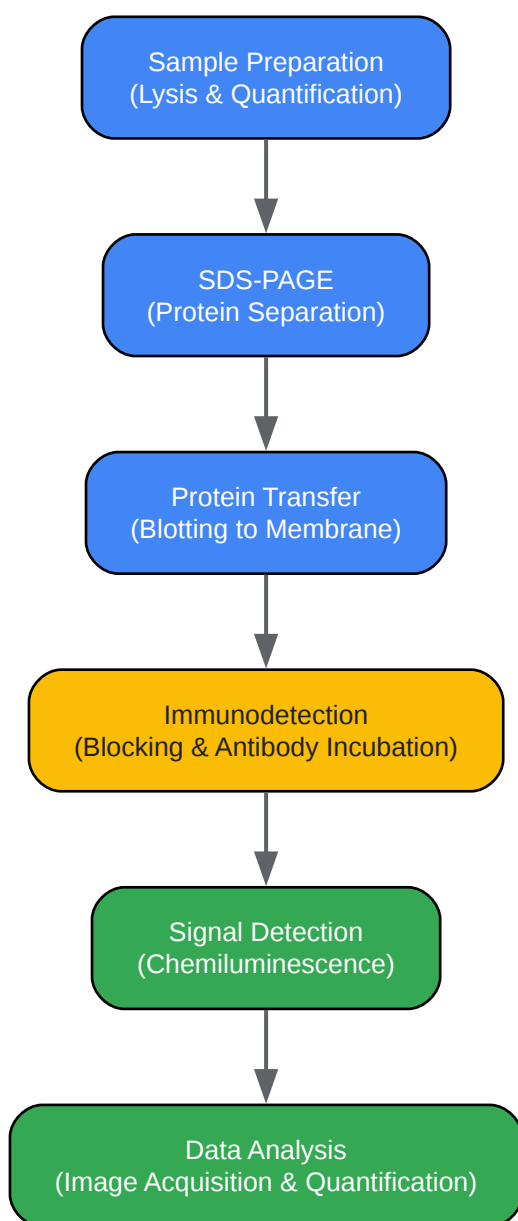 Sample Preparation
(Lysis & Quantification)
SDS-PAGE
(Protein Separation)
Protein Transfer
(Blotting to Membrane)
Immunodetection
(Blocking & Antibody Incubation)
Signal Detection
(Chemiluminescence)
Data Analysis
(Image Acquisition & Quantification)